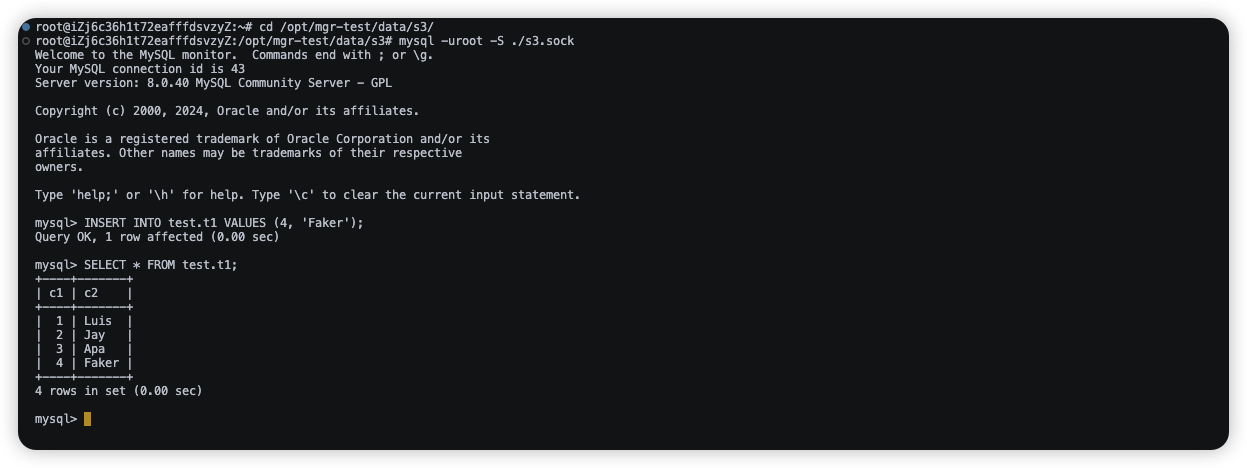 root@iZj6c36h1t72eafffdsvzyZ:~# cd /opt/mgr-test/data/s3/
root@iZj6c36h1t72eafffdsvzyZ:/opt/mgr-test/data/s3# mysql -uroot -S ./s3.sock
Welcome to the MySQL monitor.  Commands end with ; or \g.
Your MySQL connection id is 43
Server version: 8.0.40 MySQL Community Server - GPL

Copyright (c) 2000, 2024, Oracle and/or its affiliates.

Oracle is a registered trademark of Oracle Corporation and/or its
affiliates. Other names may be trademarks of their respective
owners.

Type 'help;' or '\h' for help. Type '\c' to clear the current input statement.

mysql> INSERT INTO test.t1 VALUES (4, 'Faker');
Query OK, 1 row affected (0.00 sec)

mysql> SELECT * FROM test.t1;
+----+-------+
| c1 | c2    |
+----+-------+
|  1 | Luis  |
|  2 | Jay   |
|  3 | Apa   |
|  4 | Faker |
+----+-------+
4 rows in set (0.00 sec)

mysql>